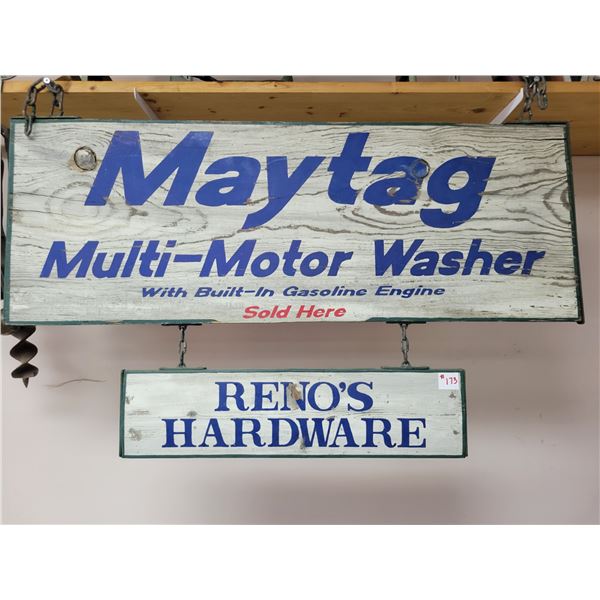 Maytag
Multi-Motor Washer
With Built-In Gasoline Engine
Sold Here
RENO'S
HARDWARE
#173